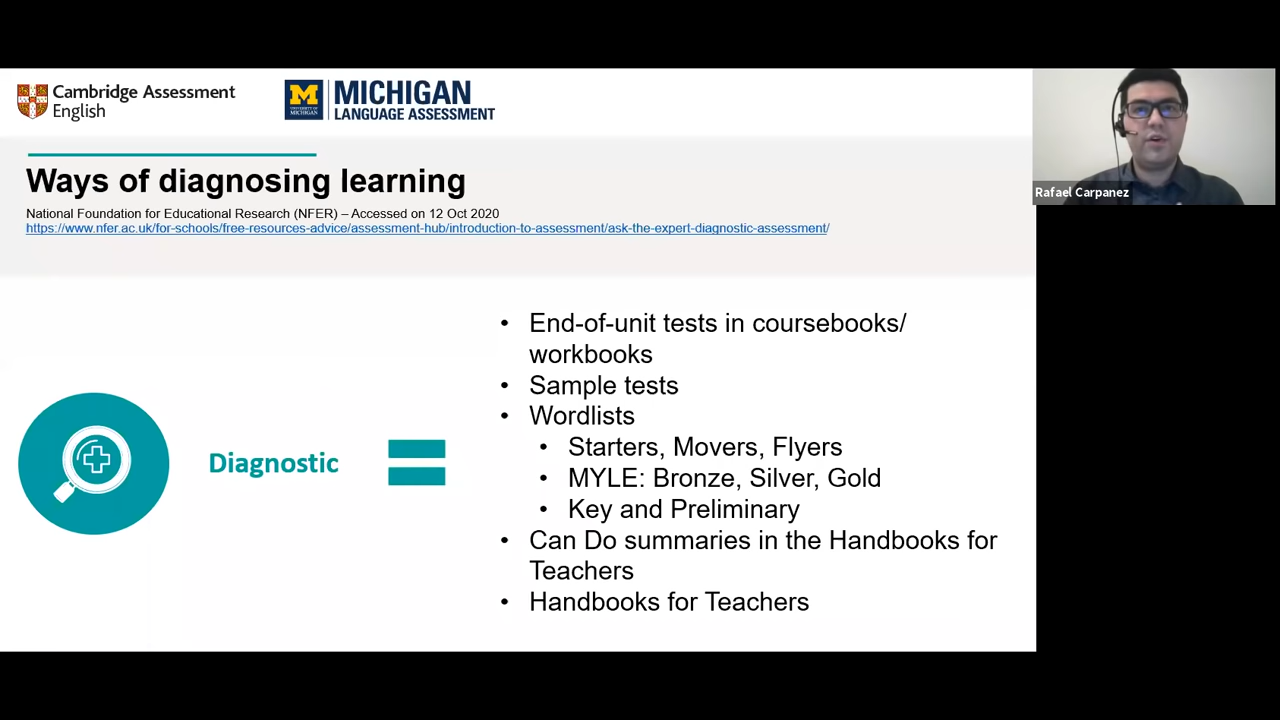 Cambridge Assessment
English
M
UNIVERSITY OF
MICHIGAN
MICHIGAN
LANGUAGE ASSESSMENT
Rafael Carpanez
Ways of diagnosing learning
National Foundation for Educational Research (NFER) – Accessed on 12 Oct 2020
https://www.nfer.ac.uk/for-schools/free-resources-advice/assessment-hub/introduction-to-assessment/ask-the-expert-diagnostic-assessment/
Diagnostic
• End-of-unit tests in coursebooks/
workbooks
• Sample tests
• Wordlists
• Starters, Movers, Flyers
• MYLE: Bronze, Silver, Gold
• Key and Preliminary
• Can Do summaries in the Handbooks for
Teachers
• Handbooks for Teachers